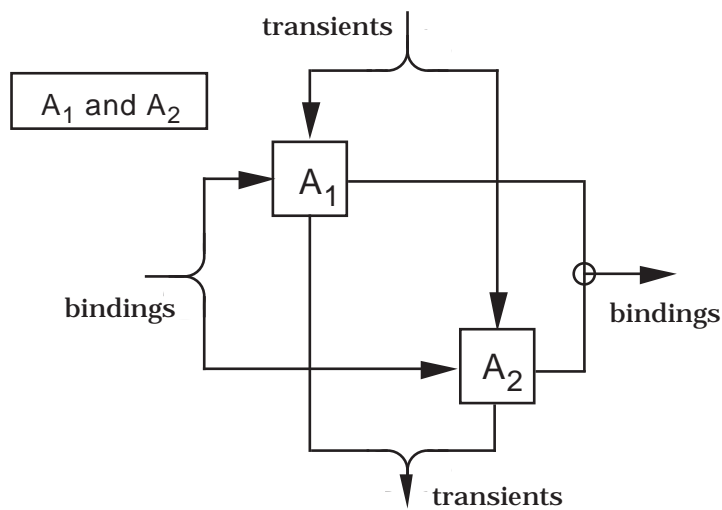 transients
A₁ and A₂
A₁
bindings
bindings
A₂
transients